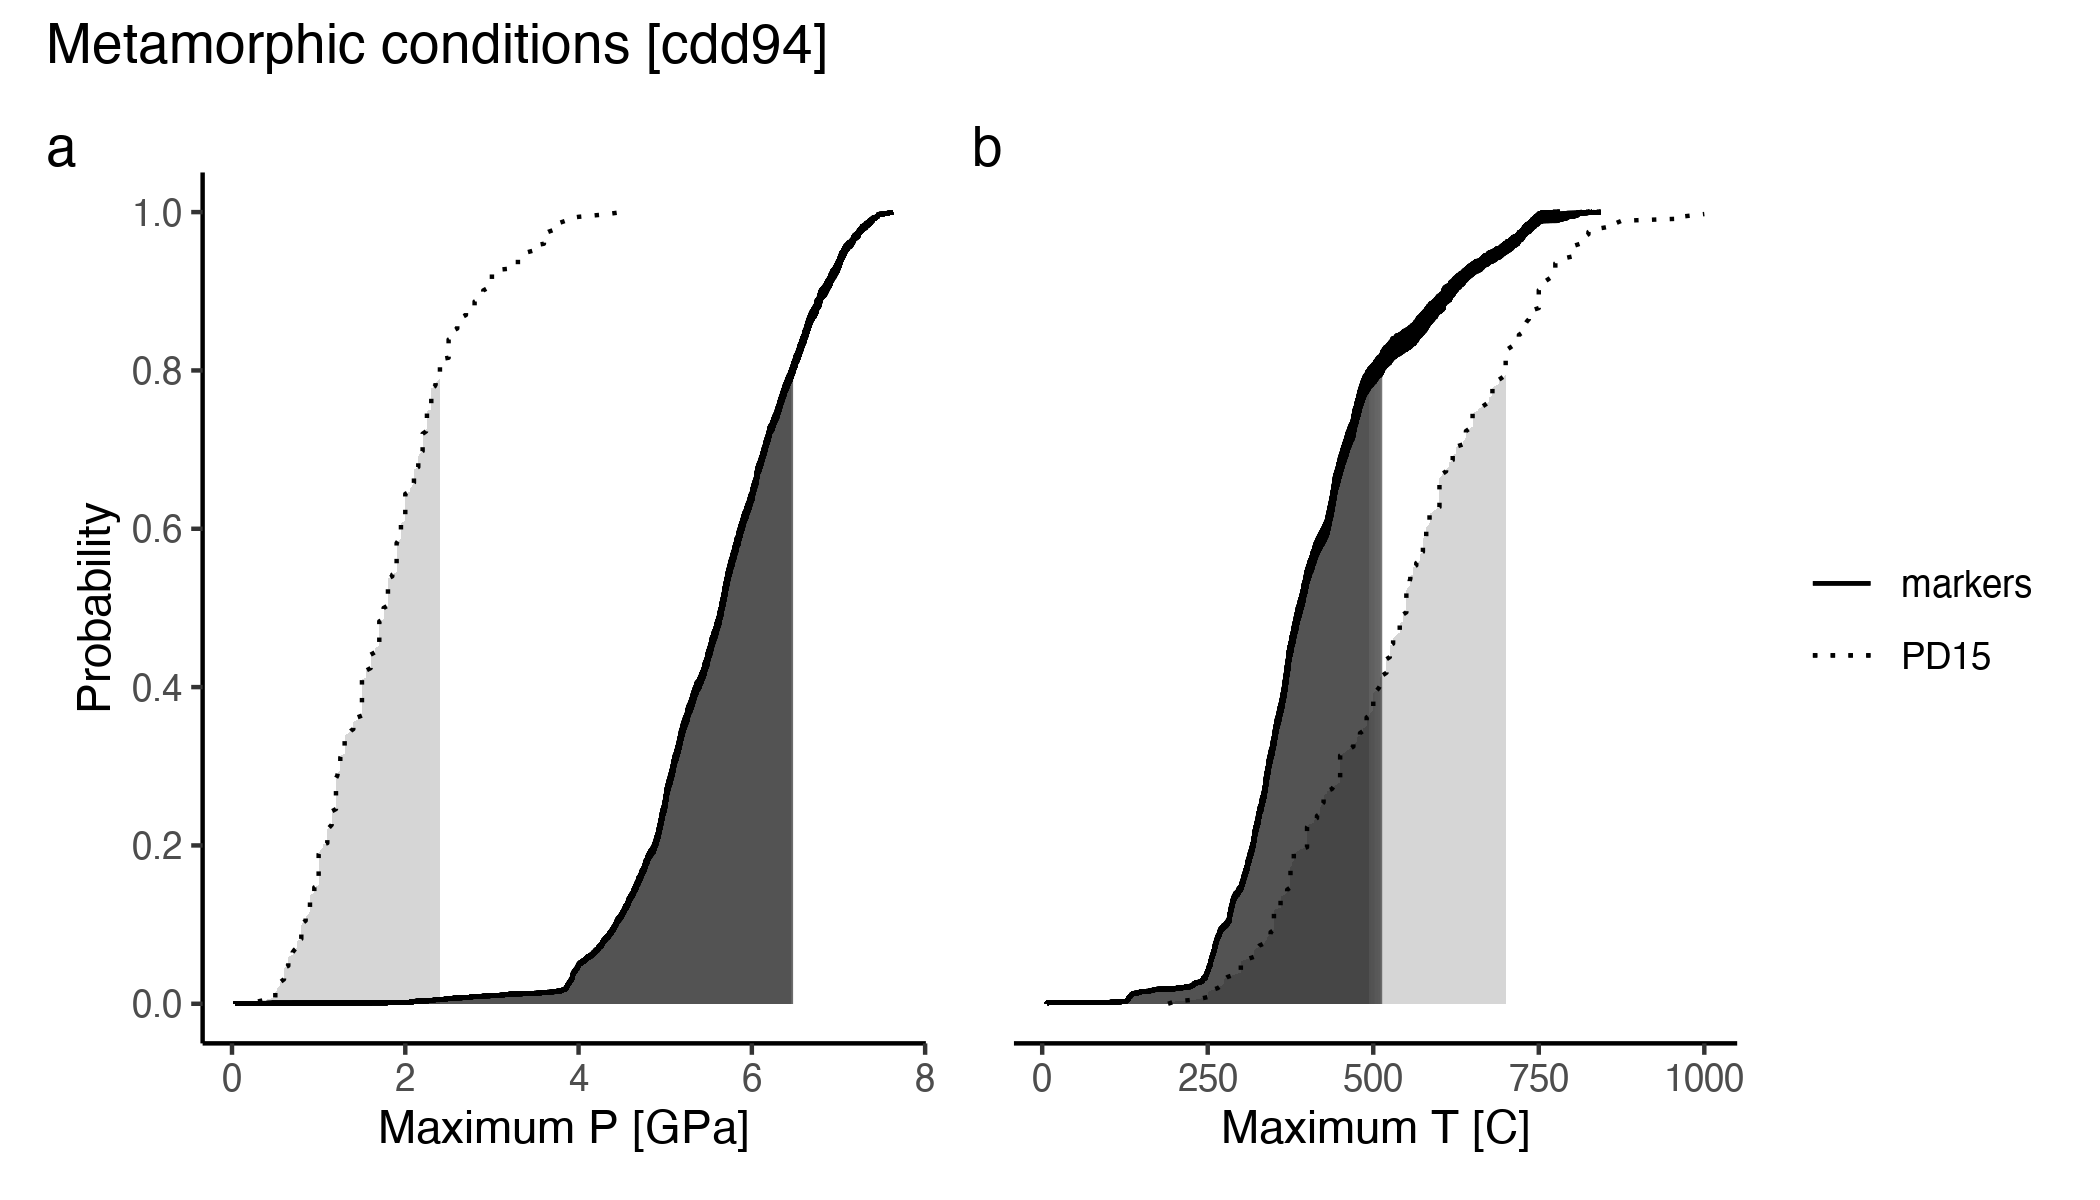 Metamorphic conditions [cdd94]
a
b
1.0
0.8
0.6
0.4
0.2
0.0
Probability
0 2 4 6 8
Maximum P [GPa]
0 250 500 750 1000
Maximum T [C]
markers
PD15